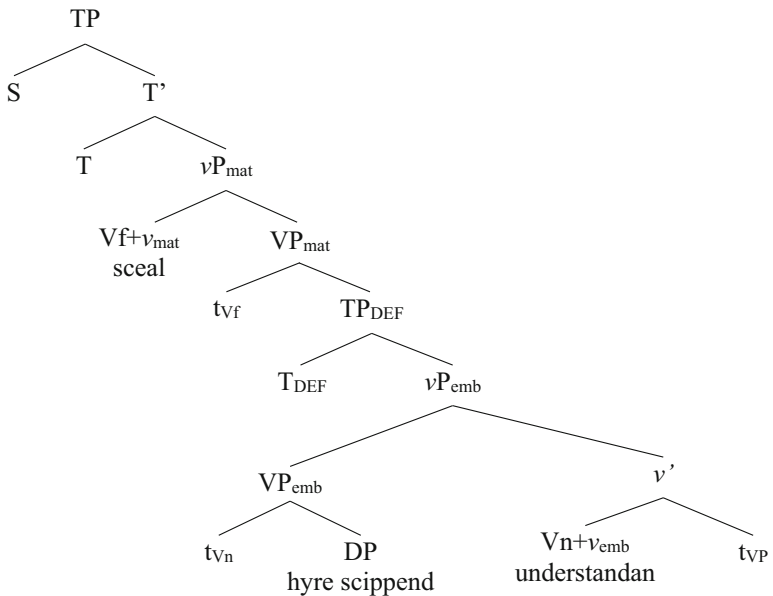 TP
S T’
T vPmat
Vf+vmat VPmat
sceal
tVf TPDEF
TDEF vPemb
VPemb v’
tVn DP Vn+vemb tVP
hyre scippend understandan